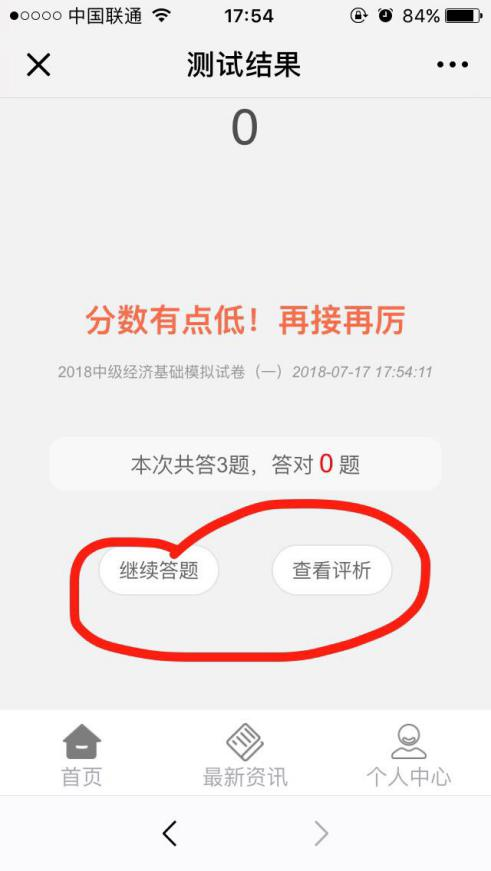 中国联通 17:54 84%
测试结果
0
分数有点低！再接再厉
2018中级经济基础模拟试卷（一）2018-07-17 17:54:11
本次共答3题，答对 0 题
继续答题 查看评析
首页 最新资讯 个人中心